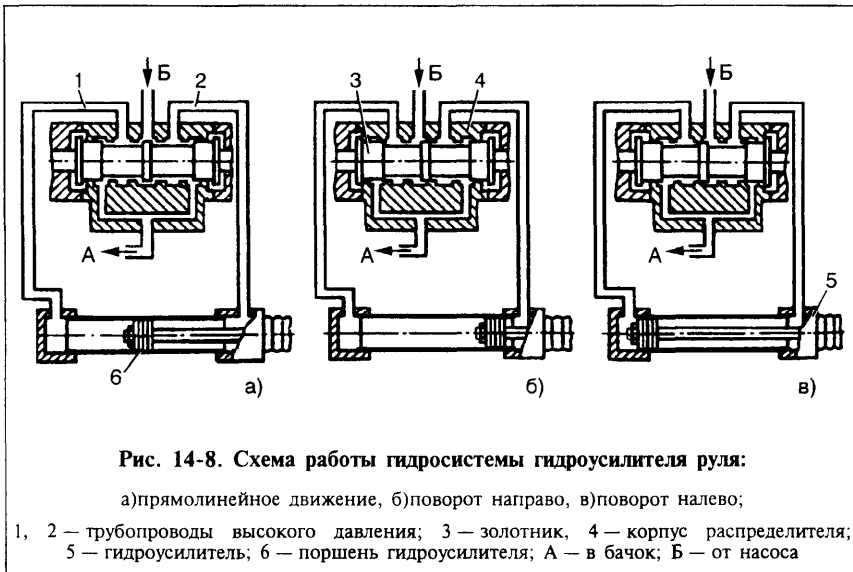 1
2
Б
А
6
а)
3
4
Б
А
б)
Б
А
5
в)
Рис. 14-8. Схема работы гидросистемы гидроусилителя руля:
а)прямолинейное движение, б)поворот направо, в)поворот налево;
1, 2 — трубопроводы высокого давления; 3 — золотник, 4 — корпус распределителя;
5 — гидроусилитель; 6 — поршень гидроусилителя; А — в бачок; Б — от насоса